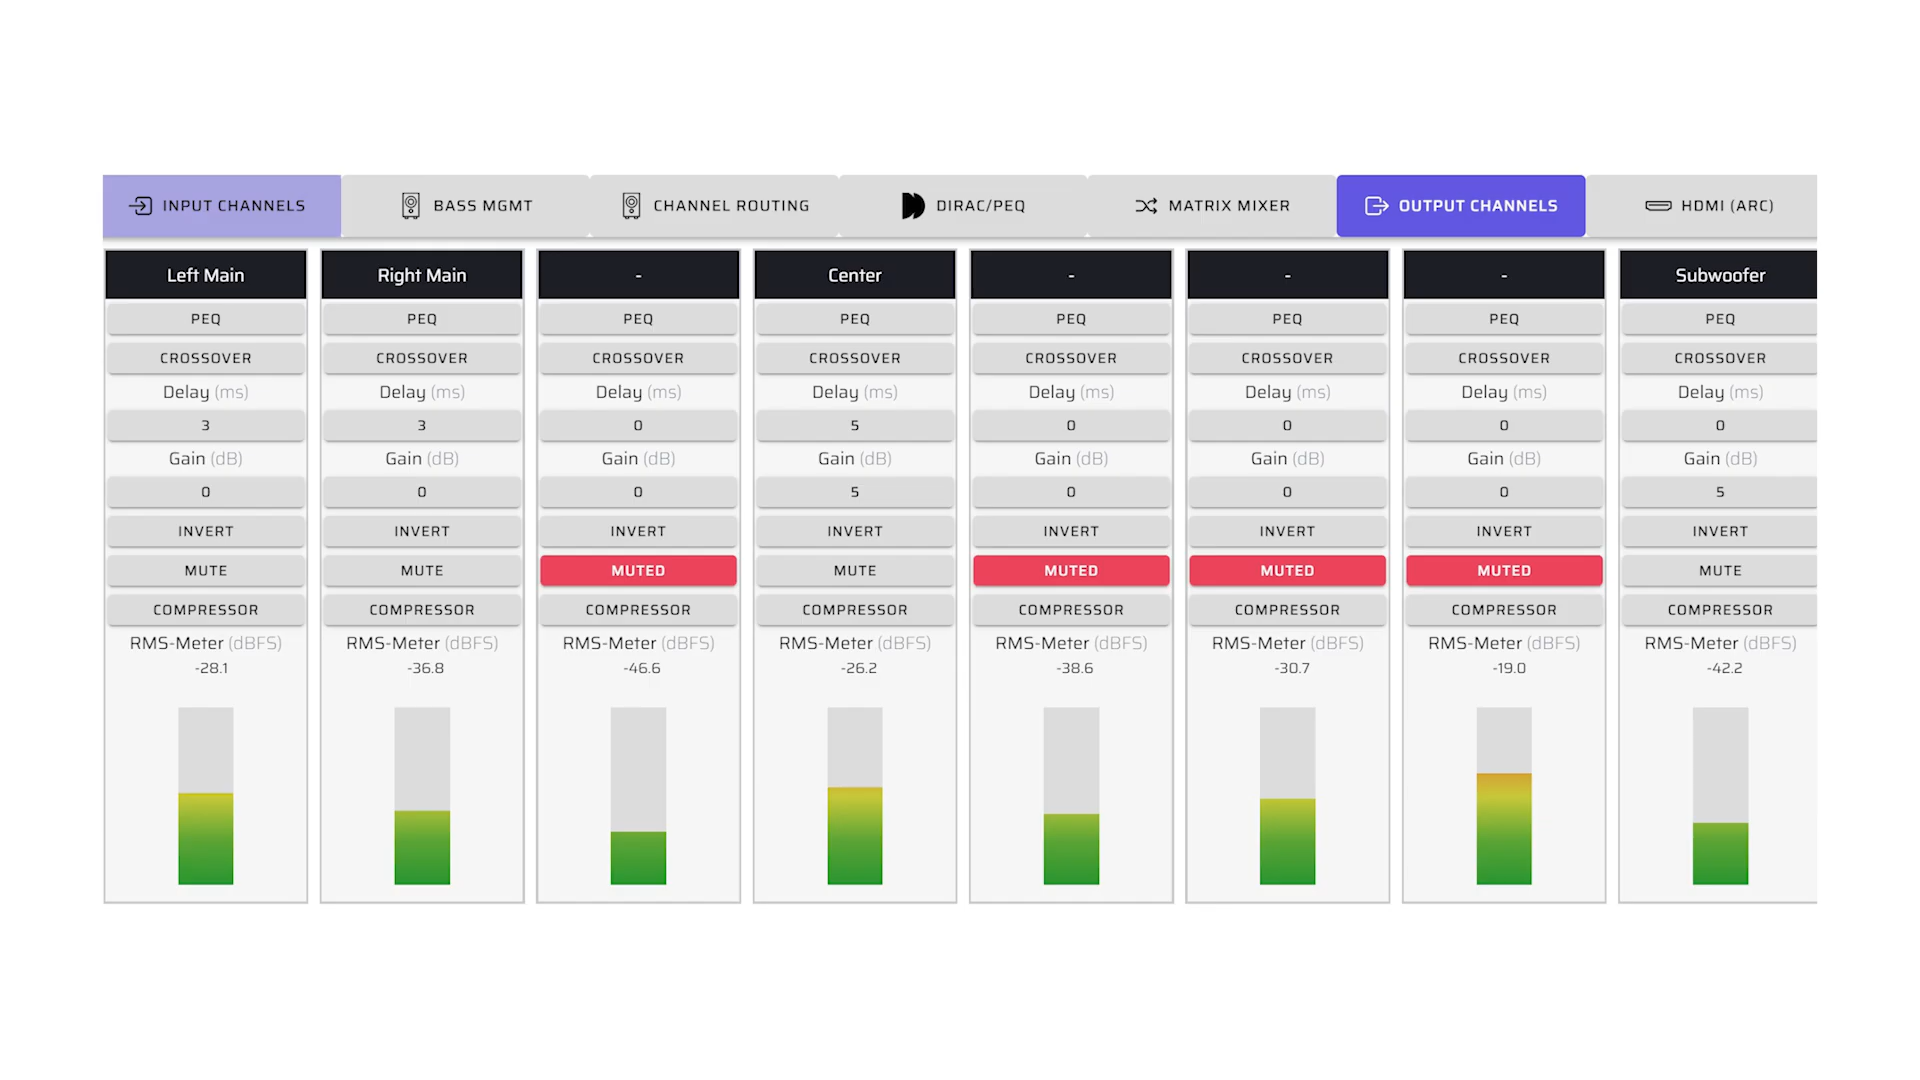 INPUT CHANNELS BASS MGMT CHANNEL ROUTING DIRAC/PEQ MATRIX MIXER OUTPUT CHANNELS HDMI (ARC)
Left Main Right Main - Center - - - Subwoofer
PEQ PEQ PEQ PEQ PEQ PEQ PEQ PEQ
CROSSOVER CROSSOVER CROSSOVER CROSSOVER CROSSOVER CROSSOVER CROSSOVER CROSSOVER
Delay (ms) Delay (ms) Delay (ms) Delay (ms) Delay (ms) Delay (ms) Delay (ms) Delay (ms)
3 3 0 5 0 0 0 0
Gain (dB) Gain (dB) Gain (dB) Gain (dB) Gain (dB) Gain (dB) Gain (dB) Gain (dB)
0 0 0 5 0 0 0 5
INVERT INVERT INVERT INVERT INVERT INVERT INVERT INVERT
MUTE MUTE MUTED MUTE MUTED MUTED MUTED MUTE
COMPRESSOR COMPRESSOR COMPRESSOR COMPRESSOR COMPRESSOR COMPRESSOR COMPRESSOR COMPRESSOR
RMS-Meter (dBFS) RMS-Meter (dBFS) RMS-Meter (dBFS) RMS-Meter (dBFS) RMS-Meter (dBFS) RMS-Meter (dBFS) RMS-Meter (dBFS) RMS-Meter (dBFS)
-28.1 -36.8 -46.6 -26.2 -38.6 -30.7 -19.0 -42.2